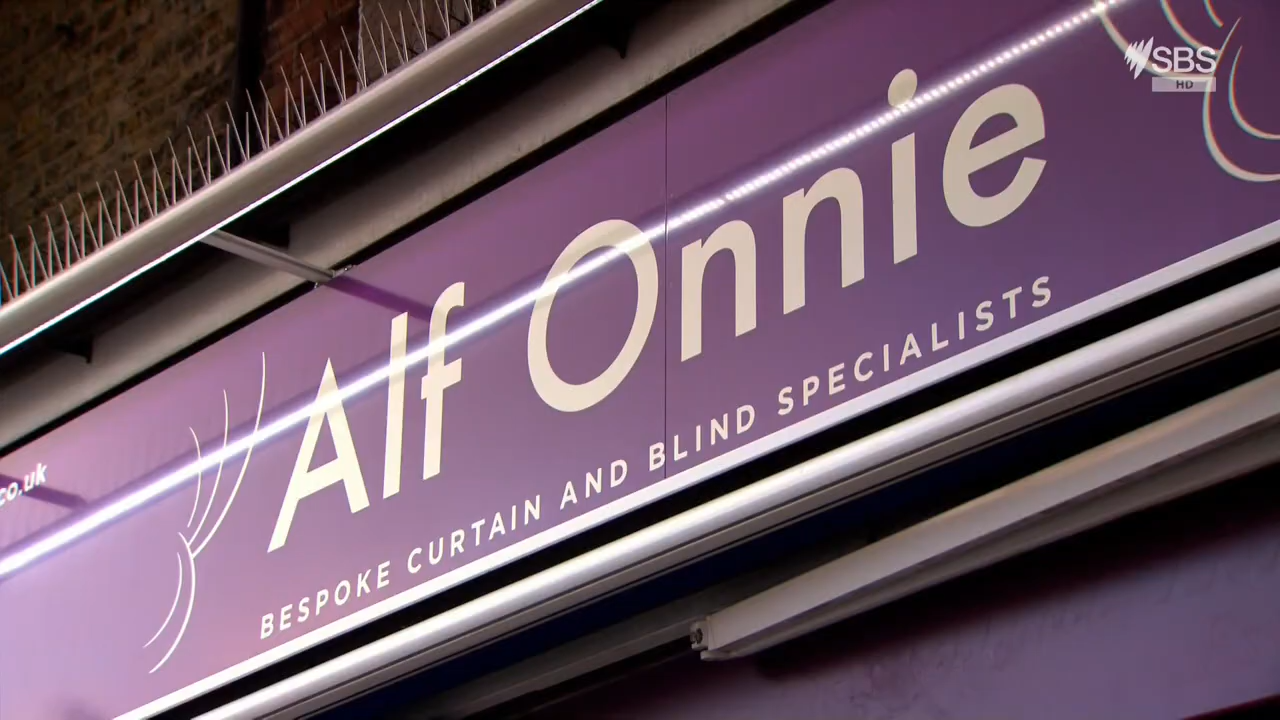 SBS
HD
Alf Onnie
BESPOKE CURTAIN AND BLIND SPECIALISTS
co.uk